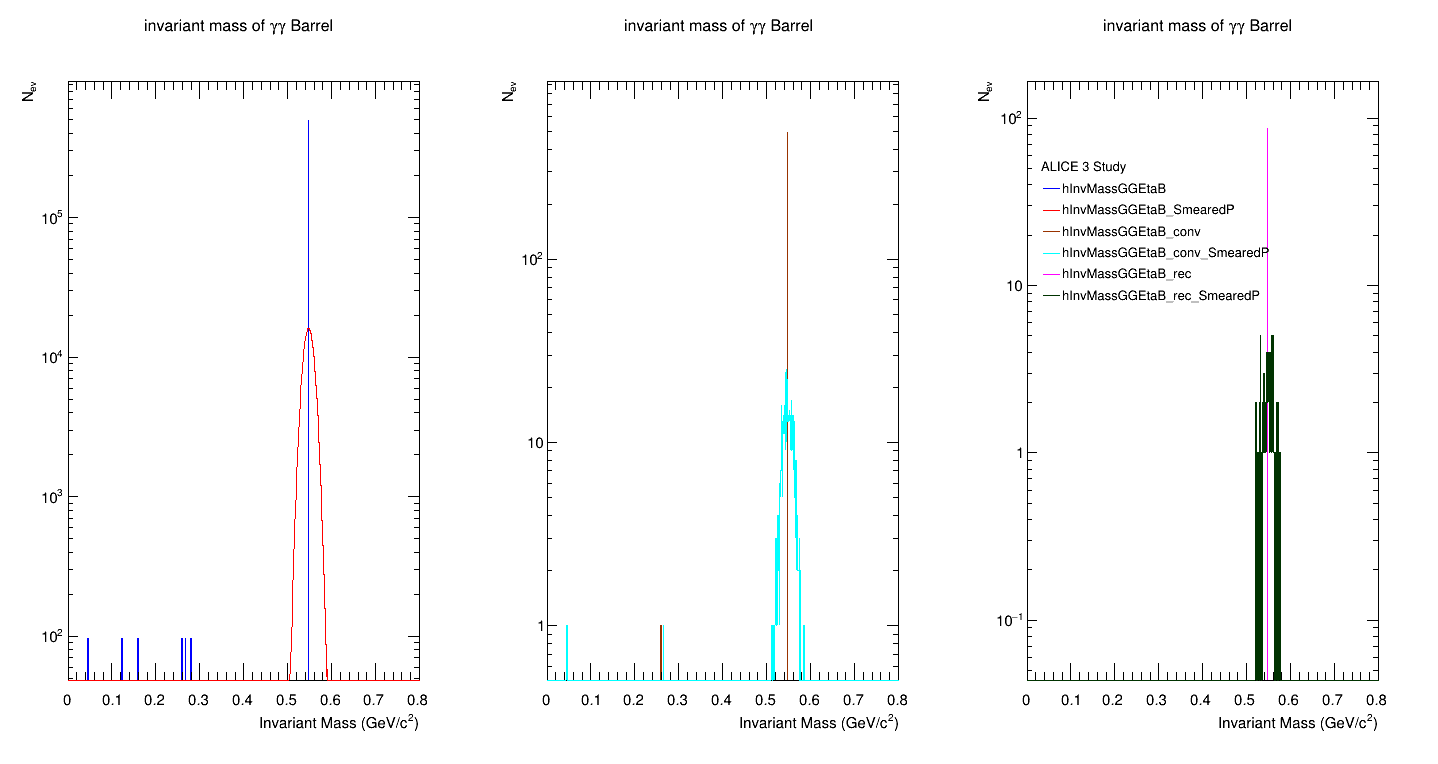 invariant mass of γγ Barrel
N_ev
10^5
10^4
10^3
10^2
0 0.1 0.2 0.3 0.4 0.5 0.6 0.7 0.8
Invariant Mass (GeV/c^2)
invariant mass of γγ Barrel
N_ev
10^2
10
1
0 0.1 0.2 0.3 0.4 0.5 0.6 0.7 0.8
Invariant Mass (GeV/c^2)
invariant mass of γγ Barrel
N_ev
10^2
ALICE 3 Study
hInvMassGGEtaB
hInvMassGGEtaB_SmearedP
hInvMassGGEtaB_conv
hInvMassGGEtaB_conv_SmearedP
hInvMassGGEtaB_rec
hInvMassGGEtaB_rec_SmearedP
10
1
10^−1
0 0.1 0.2 0.3 0.4 0.5 0.6 0.7 0.8
Invariant Mass (GeV/c^2)